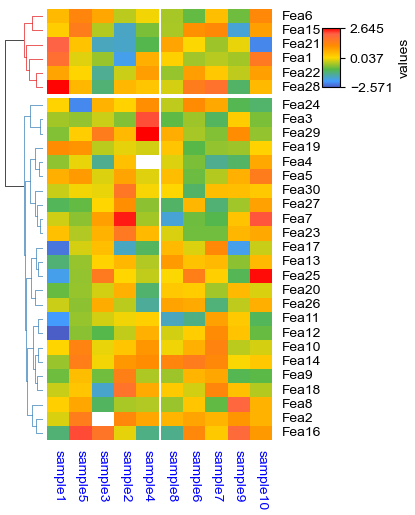 Fea6
Fea15
Fea21
Fea1
Fea22
Fea28
Fea24
Fea3
Fea29
Fea19
Fea4
Fea5
Fea30
Fea27
Fea7
Fea23
Fea17
Fea13
Fea25
Fea20
Fea26
Fea11
Fea12
Fea10
Fea14
Fea9
Fea18
Fea8
Fea2
Fea16
sample1
sample5
sample3
sample2
sample4
sample8
sample6
sample7
sample9
sample10
2.645
0.037
−2.571
values